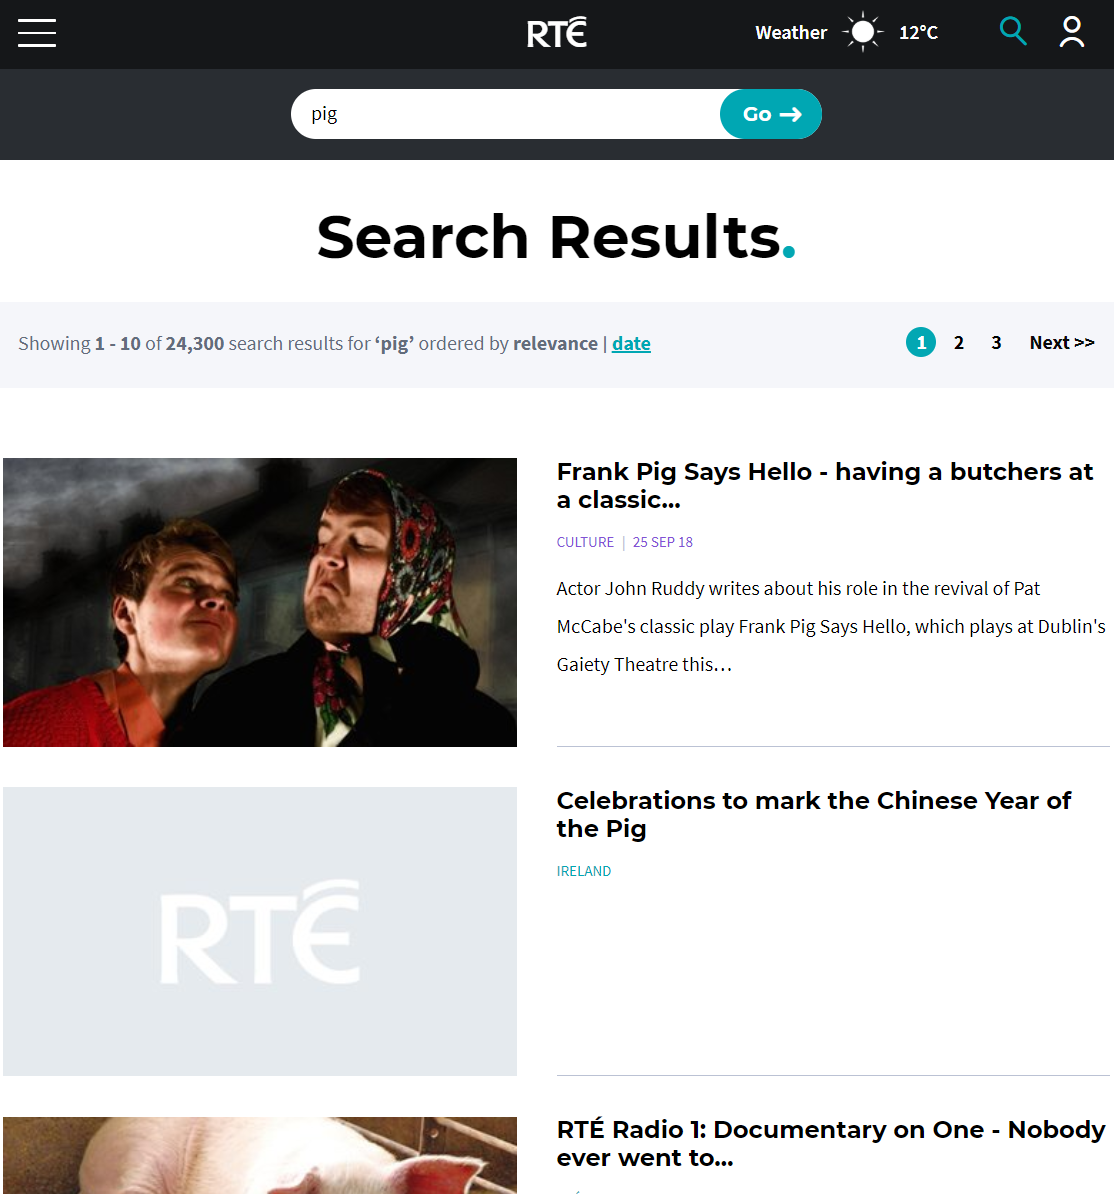 RTÉ
Weather 12°C
pig
Go →
Search Results.
Showing 1 - 10 of 24,300 search results for ‘pig’ ordered by relevance | date
1 2 3 Next >>
Frank Pig Says Hello - having a butchers at
a classic...
CULTURE | 25 SEP 18
Actor John Ruddy writes about his role in the revival of Pat
McCabe's classic play Frank Pig Says Hello, which plays at Dublin's
Gaiety Theatre this…
RTÉ
Celebrations to mark the Chinese Year of
the Pig
IRELAND
RTÉ Radio 1: Documentary on One - Nobody
ever went to...